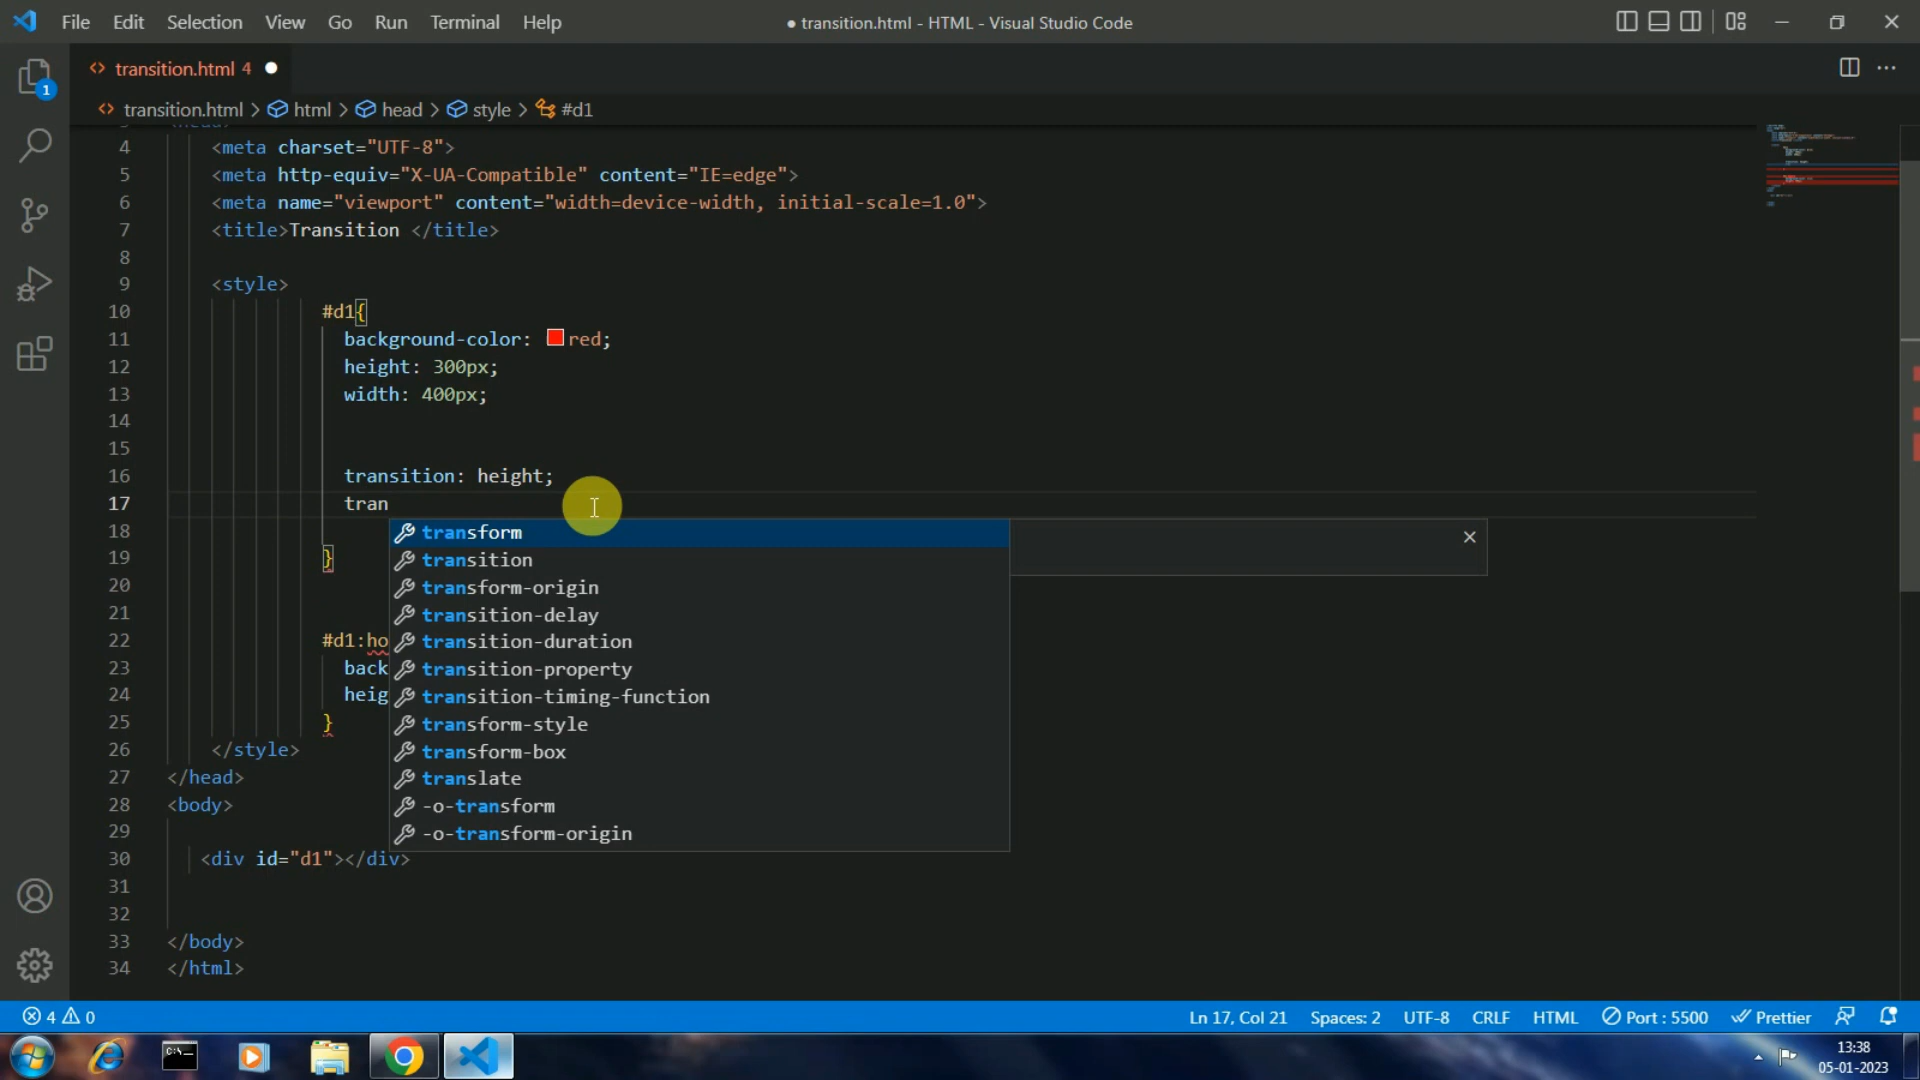 File Edit Selection View Go Run Terminal Help
● transition.html - HTML - Visual Studio Code
1
<> transition.html 4 ●
<> transition.html > html > head > style > #d1
4 <meta charset="UTF-8">
5 <meta http-equiv="X-UA-Compatible" content="IE=edge">
6 <meta name="viewport" content="width=device-width, initial-scale=1.0">
7 <title>Transition </title>
8
9 <style>
10 #d1{
11 background-color: red;
12 height: 300px;
13 width: 400px;
14
15
16 transition: height;
17 tran
18
19 }
20
21
22 #d1:ho
23 back
24 heig
25 }
26 </style>
27 </head>
28 <body>
29
30 <div id="d1"></div>
31
32
33 </body>
34 </html>
transform
transition
transform-origin
transition-delay
transition-duration
transition-property
transition-timing-function
transform-style
transform-box
translate
-o-transform
-o-transform-origin
4 0
Ln 17, Col 21 Spaces: 2 UTF-8 CRLF HTML Port : 5500 Prettier
C:\_
13:38
05-01-2023